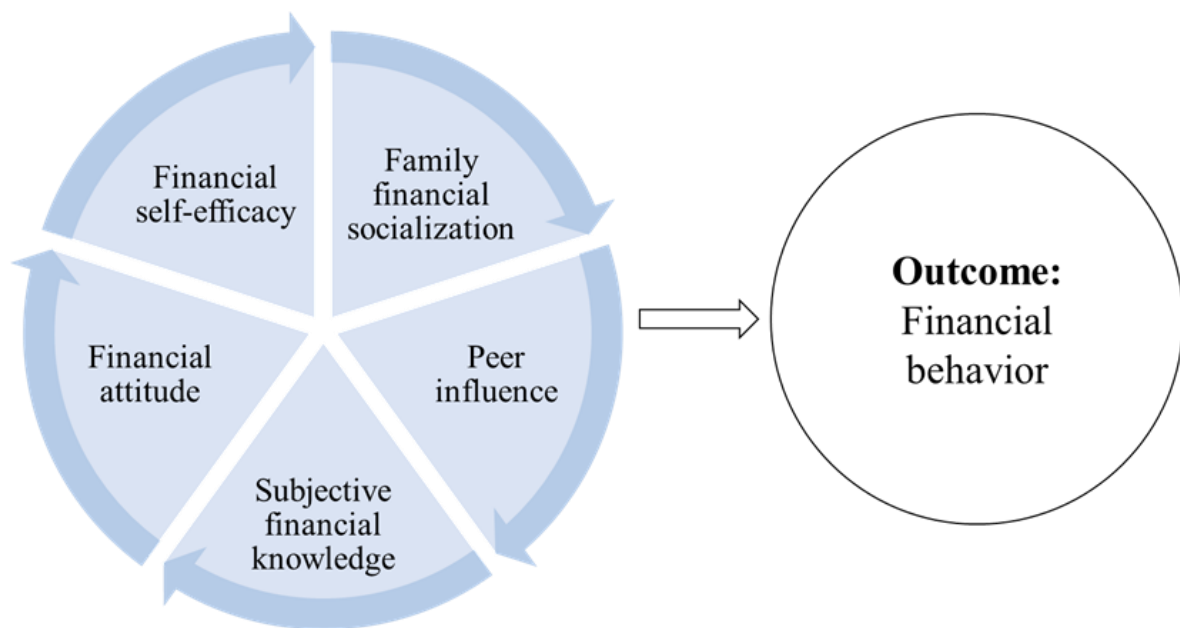 Financial
self-efficacy
Family
financial
socialization
Peer
influence
Subjective
financial
knowledge
Financial
attitude
Outcome:
Financial
behavior